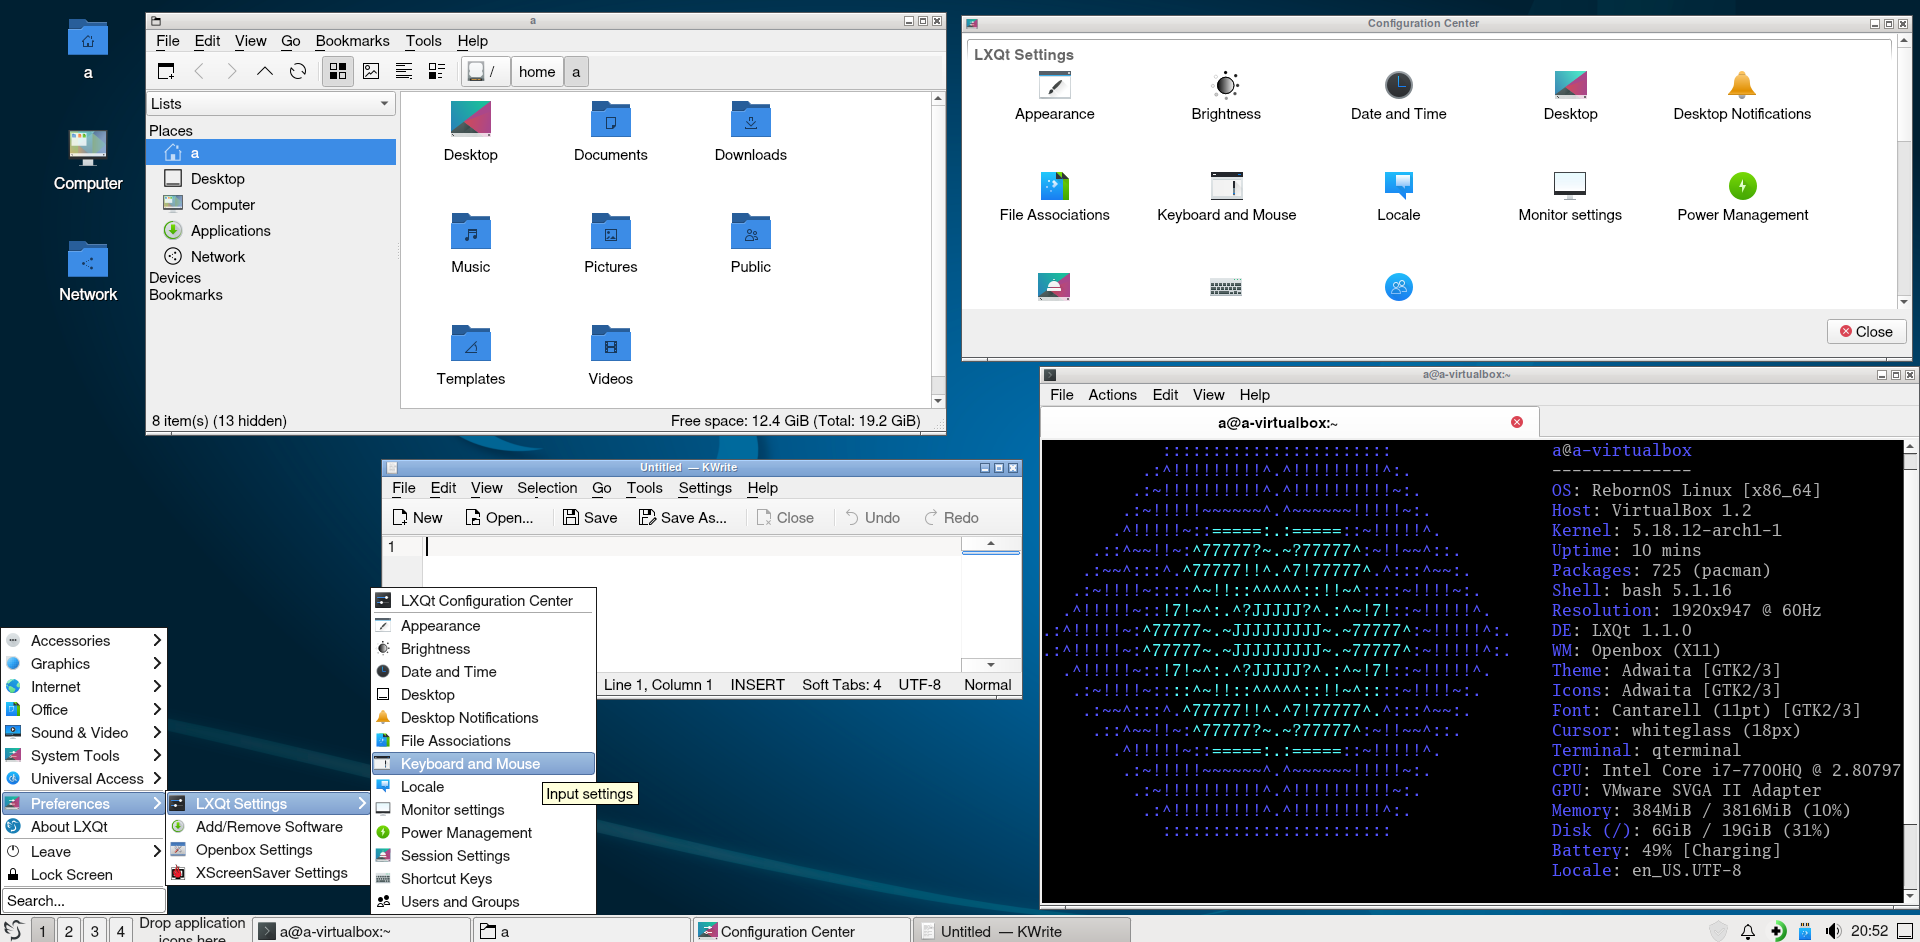 a
Computer
Network
a
File Edit View Go Bookmarks Tools Help
/ home a
Lists
Places
a
Desktop
Computer
Applications
Network
Devices
Bookmarks
Desktop Documents Downloads
Music Pictures Public
Templates Videos
8 item(s) (13 hidden) Free space: 12.4 GiB (Total: 19.2 GiB)
Configuration Center
LXQt Settings
Appearance Brightness Date and Time Desktop Desktop Notifications
File Associations Keyboard and Mouse Locale Monitor settings Power Management
Close
Untitled — KWrite
File Edit View Selection Go Tools Settings Help
New Open... Save Save As... Close Undo Redo
1
Line 1, Column 1 INSERT Soft Tabs: 4 UTF-8 Normal
a@a-virtualbox:~
File Actions Edit View Help
a@a-virtualbox:~
a@a-virtualbox
--------------
OS: RebornOS Linux [x86_64]
Host: VirtualBox 1.2
Kernel: 5.18.12-arch1-1
Uptime: 10 mins
Packages: 725 (pacman)
Shell: bash 5.1.16
Resolution: 1920x947 @ 60Hz
DE: LXQt 1.1.0
WM: Openbox (X11)
Theme: Adwaita [GTK2/3]
Icons: Adwaita [GTK2/3]
Font: Cantarell (11pt) [GTK2/3]
Cursor: whiteglass (18px)
Terminal: qterminal
CPU: Intel Core i7-7700HQ @ 2.80797
GPU: VMware SVGA II Adapter
Memory: 384MiB / 3816MiB (10%)
Disk (/): 6GiB / 19GiB (31%)
Battery: 49% [Charging]
Locale: en_US.UTF-8
Accessories
Graphics
Internet
Office
Sound & Video
System Tools
Universal Access
Preferences
About LXQt
Leave
Lock Screen
Search...
LXQt Settings
Add/Remove Software
Openbox Settings
XScreenSaver Settings
LXQt Configuration Center
Appearance
Brightness
Date and Time
Desktop
Desktop Notifications
File Associations
Keyboard and Mouse
Locale
Monitor settings
Power Management
Session Settings
Shortcut Keys
Users and Groups
Input settings
1 2 3 4
Drop application
icons here
a@a-virtualbox:~ a Configuration Center Untitled — KWrite
20:52